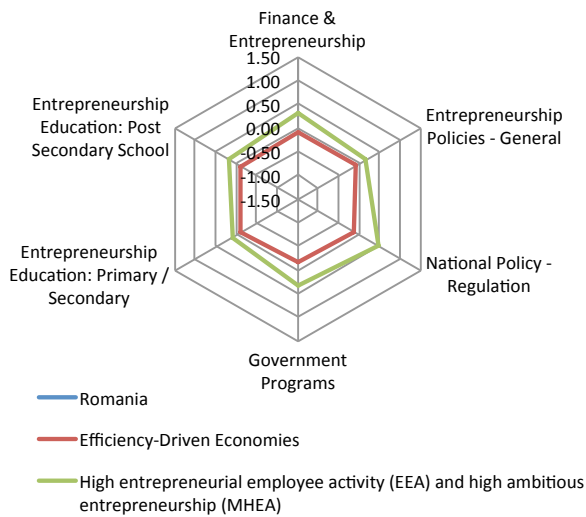 Finance &
Entrepreneurship
1.50
1.00
0.50
0.00
-0.50
-1.00
-1.50
Entrepreneurship
Policies - General
National Policy -
Regulation
Government
Programs
Entrepreneurship
Education: Primary /
Secondary
Entrepreneurship
Education: Post
Secondary School
Romania
Efficiency-Driven Economies
High entrepreneurial employee activity (EEA) and high ambitious
entrepreneurship (MHEA)